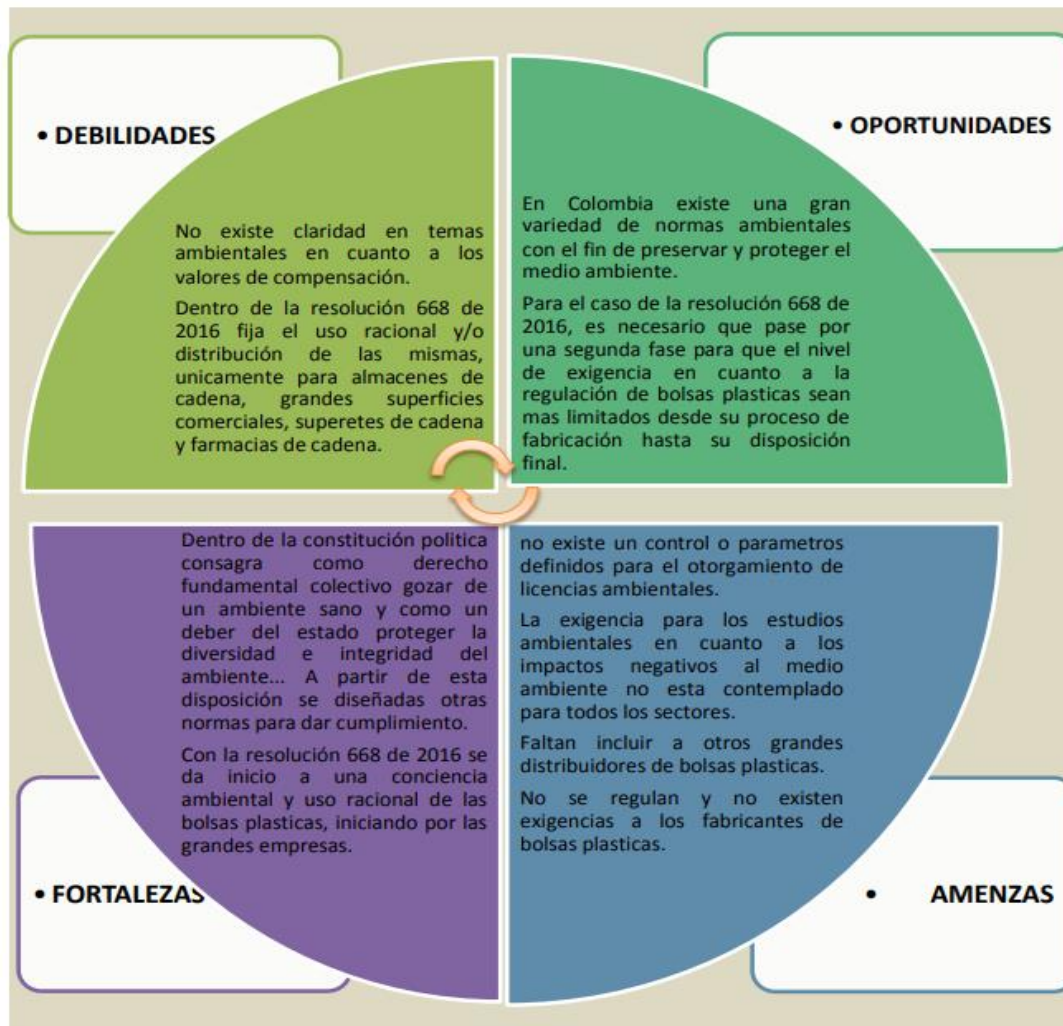 • DEBILIDADES
No existe claridad en temas
ambientales en cuanto a los
valores de compensación.
Dentro de la resolución 668 de
2016 fija el uso racional y/o
distribución de las mismas,
unicamente para almacenes de
cadena, grandes superficies
comerciales, superetes de cadena
y farmacias de cadena.
• OPORTUNIDADES
En Colombia existe una gran
variedad de normas ambientales
con el fin de preservar y proteger el
medio ambiente.
Para el caso de la resolución 668 de
2016, es necesario que pase por
una segunda fase para que el nivel
de exigencia en cuanto a la
regulación de bolsas plasticas sean
mas limitados desde su proceso de
fabricación hasta su disposición
final.
Dentro de la constitución politica
consagra como derecho
fundamental colectivo gozar de
un ambiente sano y como un
deber del estado proteger la
diversidad e integridad del
ambiente... A partir de esta
disposición se diseñadas otras
normas para dar cumplimiento.
Con la resolución 668 de 2016 se
da inicio a una conciencia
ambiental y uso racional de las
bolsas plasticas, iniciando por las
grandes empresas.
• FORTALEZAS
no existe un control o parametros
definidos para el otorgamiento de
licencias ambientales.
La exigencia para los estudios
ambientales en cuanto a los
impactos negativos al medio
ambiente no esta contemplado
para todos los sectores.
Faltan incluir a otros grandes
distribuidores de bolsas plasticas.
No se regulan y no existen
exigencias a los fabricantes de
bolsas plasticas.
• AMENZAS